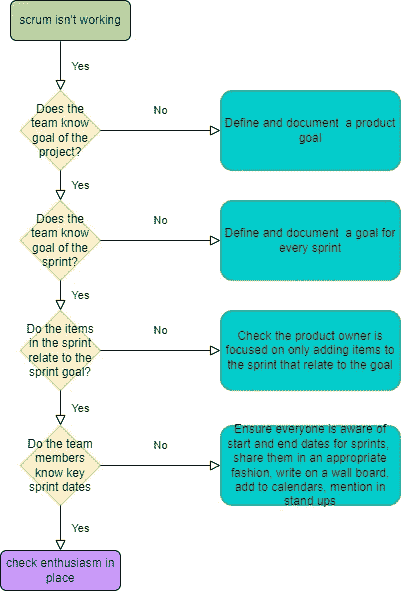 scrum isn't working
Yes
Does the
team know
goal of the
project?
No
Define and document  a product
goal
Yes
Does the
team know
goal of the
sprint?
No
Define and document  a goal for
every sprint
Yes
Do the items
in the sprint
relate to the
sprint goal?
No
Check the product owner is
focused on only adding items to
the sprint that relate to the goal
Yes
Do the team
members
know key
sprint dates
No
Ensure everyone is aware of
start and end dates for sprints,
share them in an appropriate
fashion, write on a wall board,
add to calendars, mention in
stand ups
Yes
check enthusiasm in
place